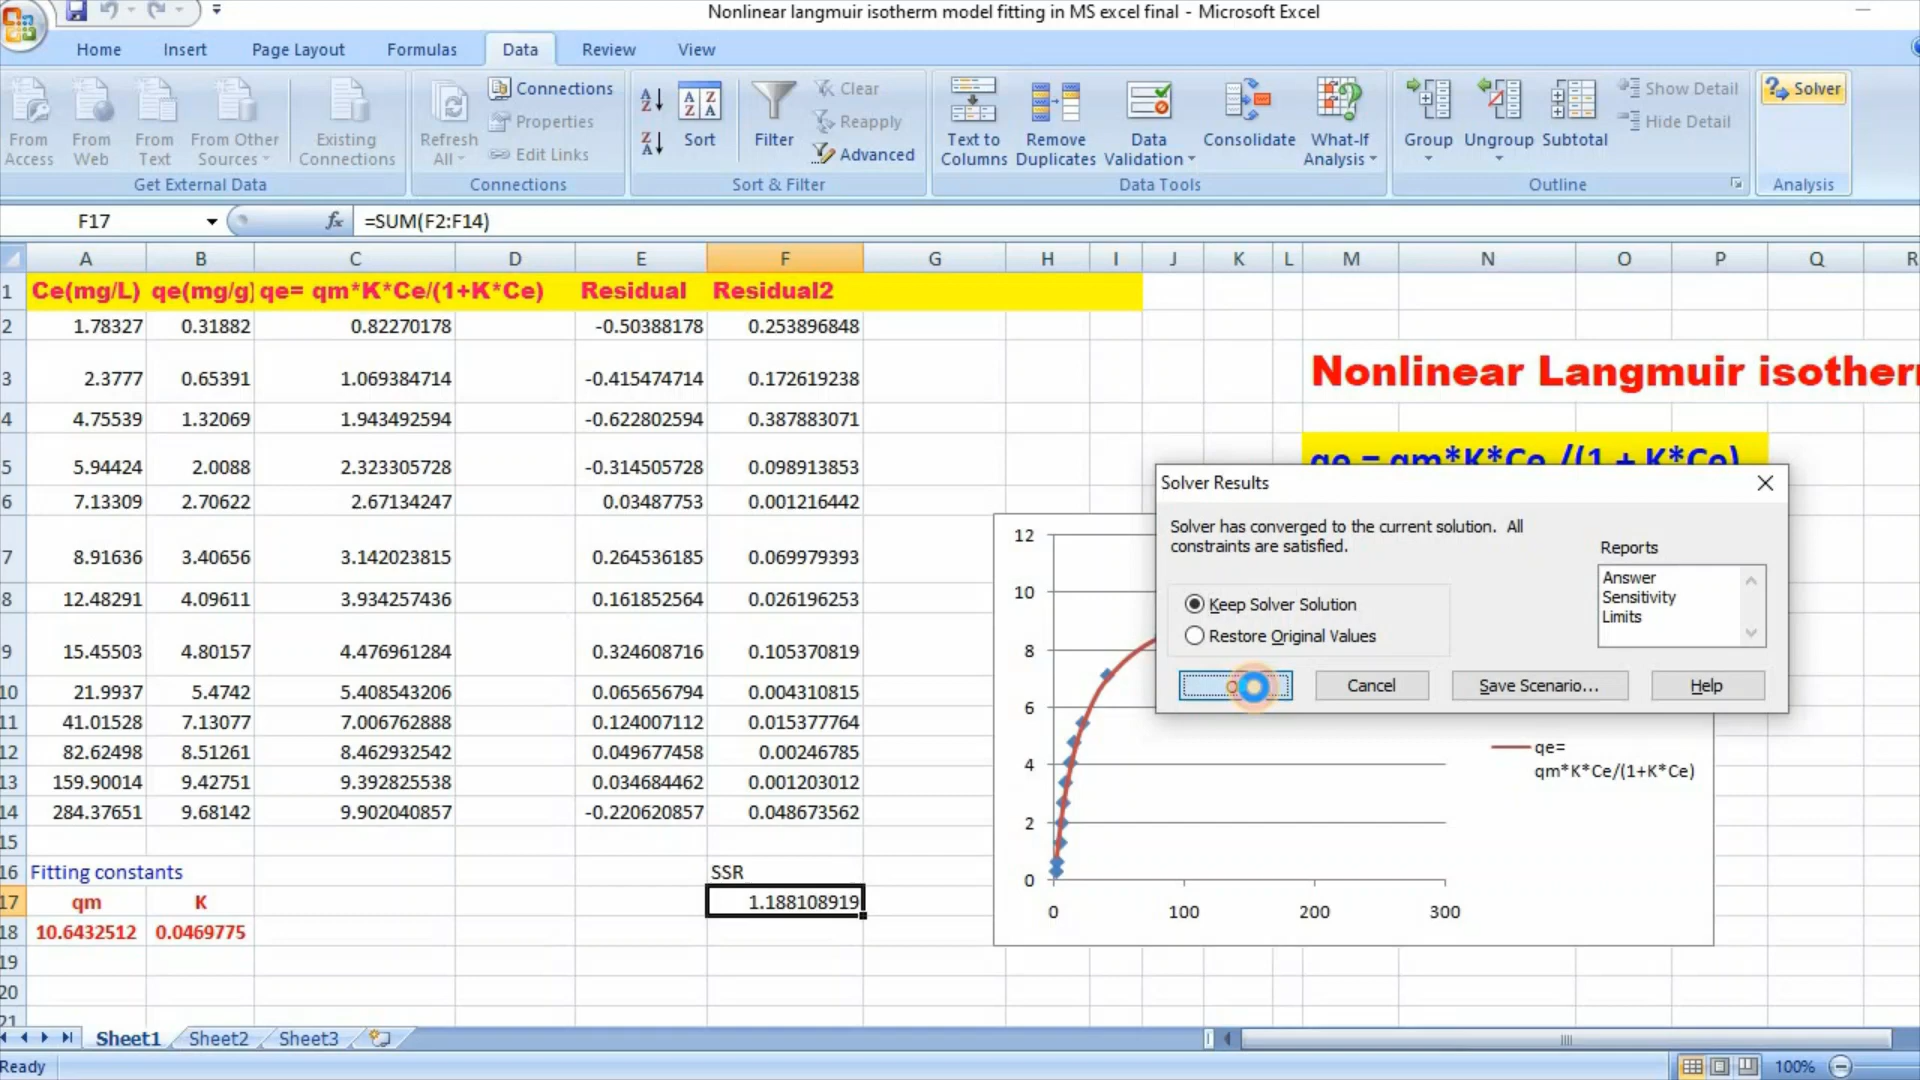 Nonlinear langmuir isotherm model fitting in MS excel final - Microsoft Excel
Home Insert Page Layout Formulas Data Review View
From Access
From Web
From Text
From Other Sources
Existing Connections
Get External Data
Refresh All
Connections
Properties
Edit Links
Connections
Sort
Filter
Clear
Reapply
Advanced
Sort & Filter
Text to Columns
Remove Duplicates
Data Validation
Consolidate
What-If Analysis
Data Tools
Group
Ungroup
Subtotal
Show Detail
Hide Detail
Outline
Solver
Analysis
F17 fx =SUM(F2:F14)
A B C D E F G H I J K L M N O P Q R
1 Ce(mg/L) qe(mg/g) qe= qm*K*Ce/(1+K*Ce) Residual Residual2
2 1.78327 0.31882 0.82270178 -0.50388178 0.253896848
3 2.3777 0.65391 1.069384714 -0.415474714 0.172619238
4 4.75539 1.32069 1.943492594 -0.622802594 0.387883071
5 5.94424 2.0088 2.323305728 -0.314505728 0.098913853
6 7.13309 2.70622 2.67134247 0.03487753 0.001216442
7 8.91636 3.40656 3.142023815 0.264536185 0.069979393
8 12.48291 4.09611 3.934257436 0.161852564 0.026196253
9 15.45503 4.80157 4.476961284 0.324608716 0.105370819
10 21.9937 5.4742 5.408543206 0.065656794 0.004310815
11 41.01528 7.13077 7.006762888 0.124007112 0.015377764
12 82.62498 8.51261 8.462932542 0.049677458 0.00246785
13 159.90014 9.42751 9.392825538 0.034684462 0.001203012
14 284.37651 9.68142 9.902040857 -0.220620857 0.048673562
15
16 Fitting constants SSR
17 qm K 1.188108919
18 10.6432512 0.0469775
19
20
21
Nonlinear Langmuir isother
qe = qm*K*Ce /(1 + K*Ce)
Solver Results
Solver has converged to the current solution. All
constraints are satisfied.
Keep Solver Solution
Restore Original Values
Reports
Answer
Sensitivity
Limits
Cancel Save Scenario... Help
12
10
8
6
4
2
0
0 100 200 300
qe=
qm*K*Ce/(1+K*Ce)
Sheet1 Sheet2 Sheet3
Ready 100%